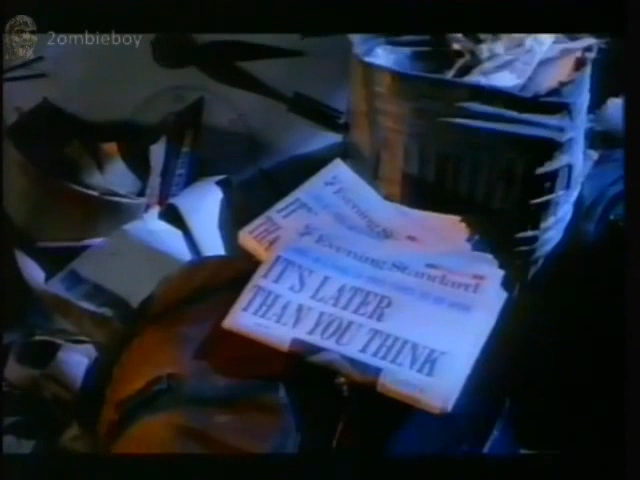 2ombieboy
Evening Standard
IT'S
THA
Evening Standard
IT'S LATER
THAN YOU THINK